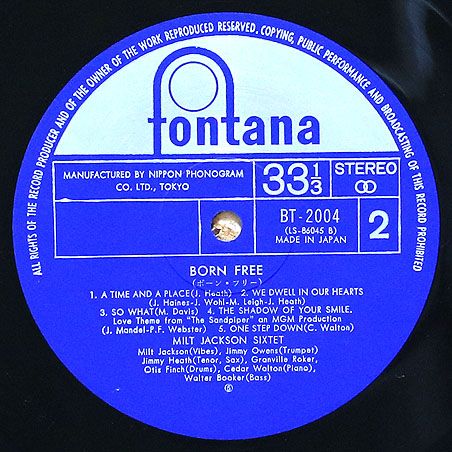 ALL RIGHTS OF THE RECORD PRODUCER AND OF THE OWNER OF THE WORK REPRODUCED RESERVED. COPYING, PUBLIC PERFORMANCE AND BROADCASTING OF THIS RECORD PROHIBITED
fontana
MANUFACTURED BY NIPPON PHONOGRAM
CO. LTD., TOKYO
33 1/3
STEREO
BT-2004
(LS-86045 B)
MADE IN JAPAN
2
BORN FREE
(ボーン・フリー)
1. A TIME AND A PLACE(J. Heath) 2. WE DWELL IN OUR HEARTS
(J. Haines-J. Wohl-M. Leigh-J. Heath)
3. SO WHAT(M. Davis) 4. THE SHADOW OF YOUR SMILE.
Love Theme from "The Sandpiper" an MGM Production
(J. Mandel-P.F. Webster) 5. ONE STEP DOWN(C. Walton)
MILT JACKSON SIXTET
Milt Jackson(Vibes), Jimmy Owens(Trumpet)
Jimmy Heath(Tenor, Sax), Granville Roker,
Otis Finch(Drums), Cedar Walton(Piano),
Walter Booker(Bass)